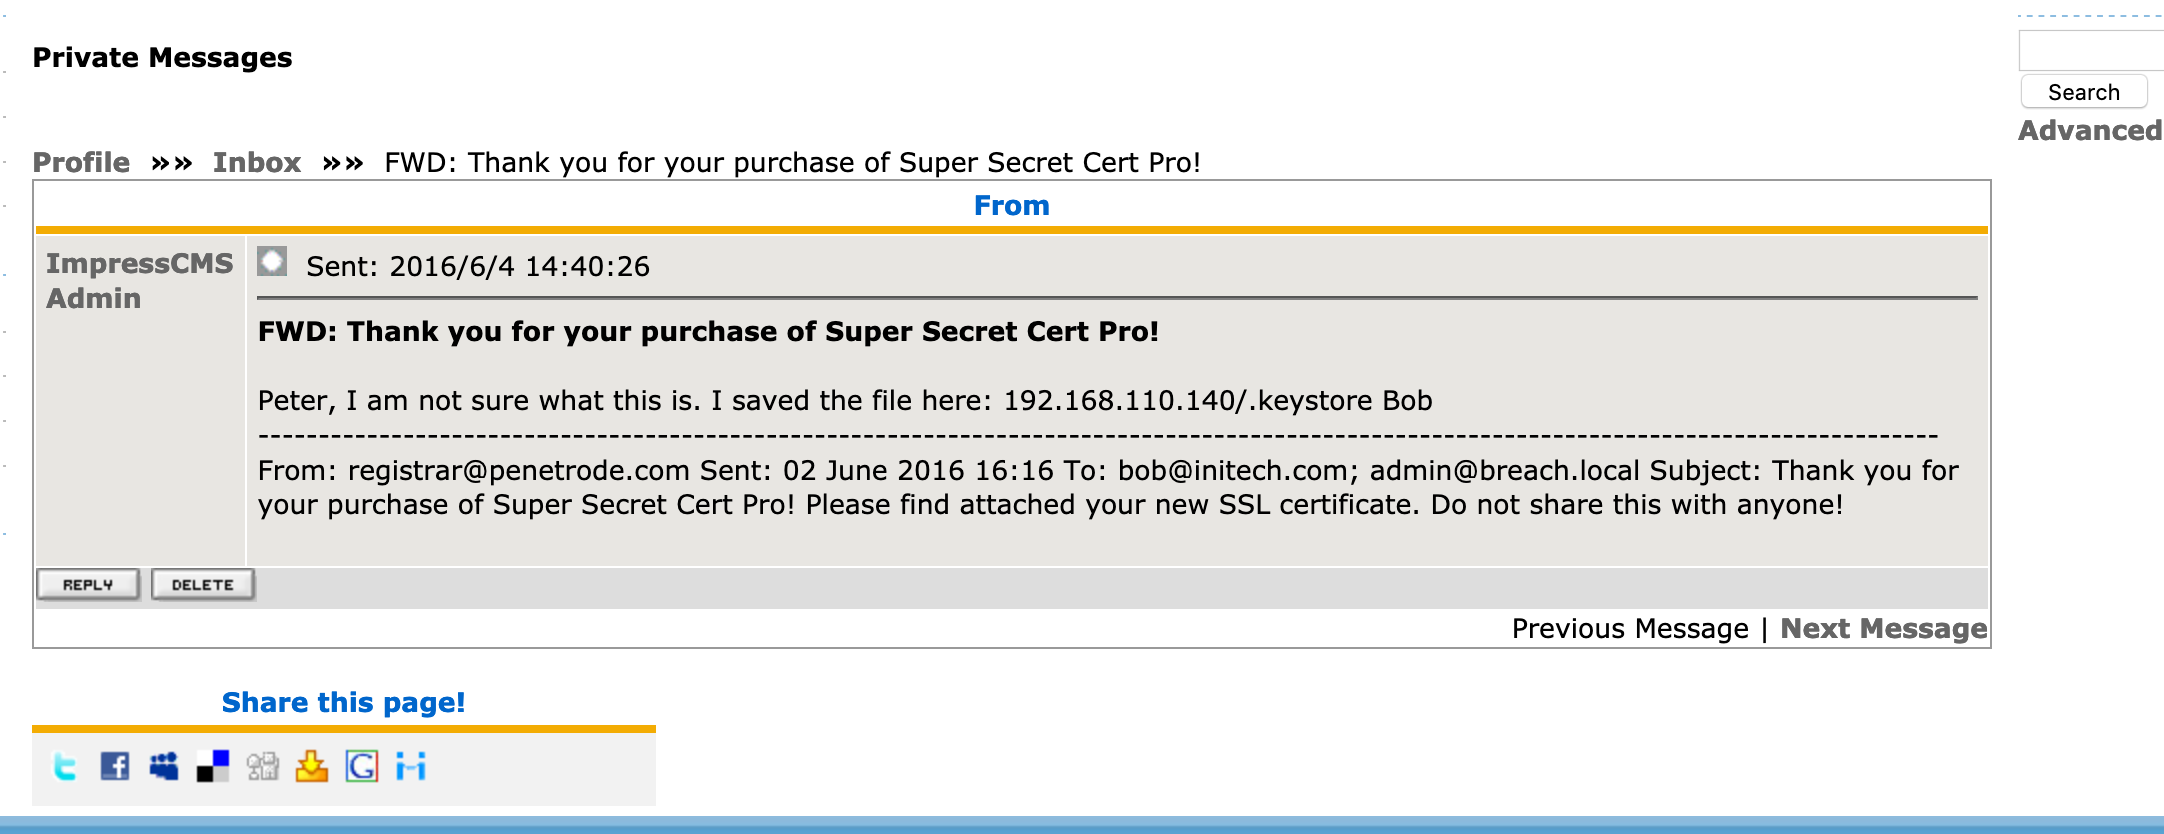 Private Messages
Search
Advanced
Profile »» Inbox »» FWD: Thank you for your purchase of Super Secret Cert Pro!
From
ImpressCMS
Admin
Sent: 2016/6/4 14:40:26
FWD: Thank you for your purchase of Super Secret Cert Pro!
Peter, I am not sure what this is. I saved the file here: 192.168.110.140/.keystore Bob
--------------------------------------------------------------------------------------------------------------------------------------------
From: registrar@penetrode.com Sent: 02 June 2016 16:16 To: bob@initech.com; admin@breach.local Subject: Thank you for
your purchase of Super Secret Cert Pro! Please find attached your new SSL certificate. Do not share this with anyone!
REPLY DELETE
Previous Message | Next Message
Share this page!